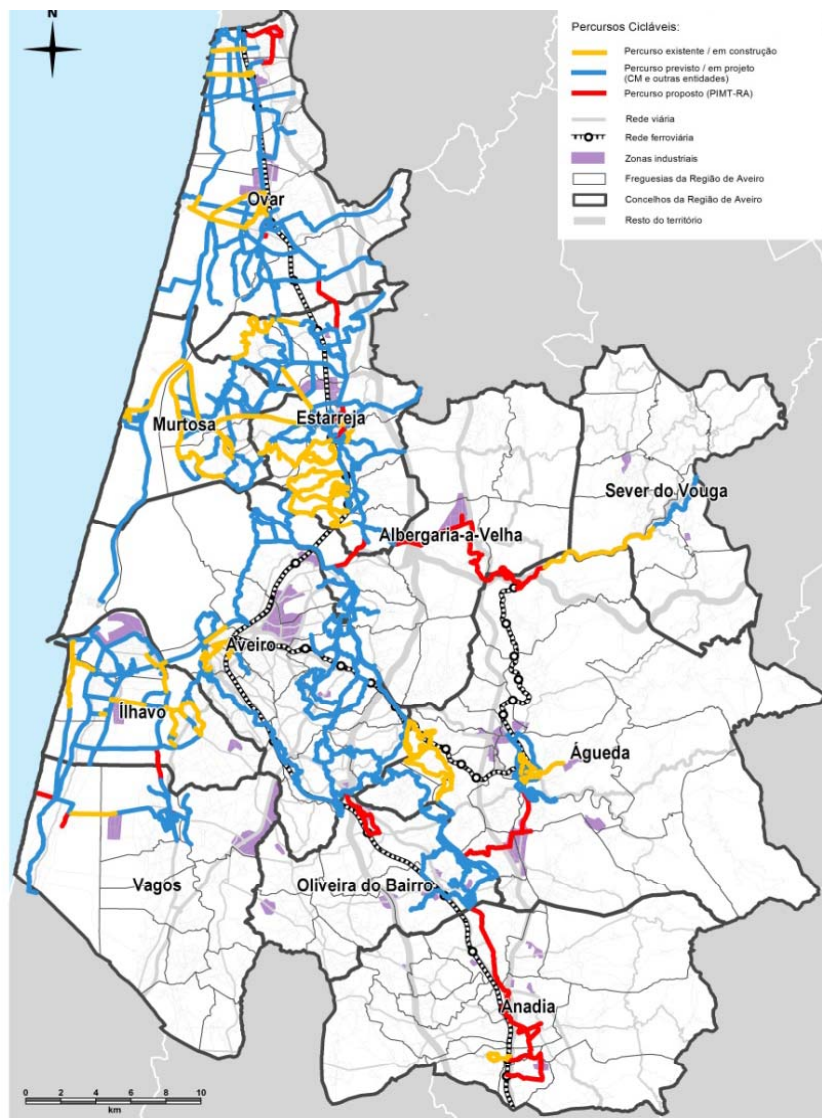 N
Percursos Cicláveis:
Percurso existente / em construção
Percurso previsto / em projeto
(CM e outras entidades)
Percurso proposto (PIMT-RA)
Rede viária
Rede ferroviária
Zonas industriais
Freguesias da Região de Aveiro
Concelhos da Região de Aveiro
Resto do território
Ovar
Murtosa
Estarreja
Sever do Vouga
Albergaria-a-Velha
Aveiro
Ílhavo
Águeda
Vagos
Oliveira do Bairro
Anadia
0 2 4 6 8 10
km